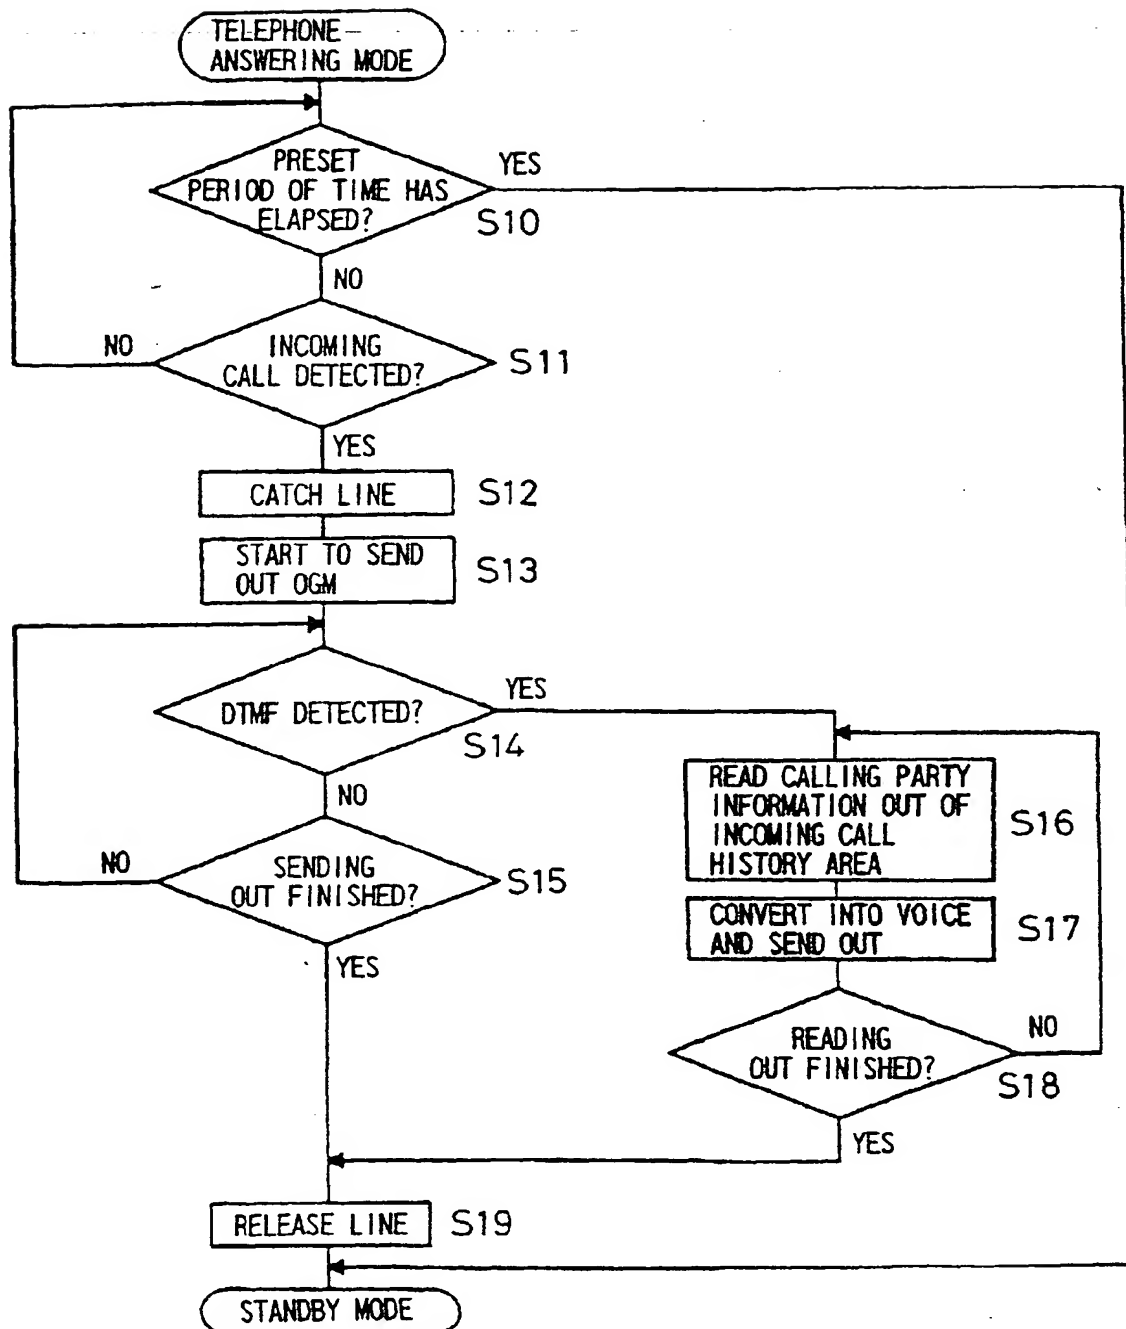 TELEPHONE-
ANSWERING MODE
PRESET
PERIOD OF TIME HAS
ELAPSED?
YES
S10
NO
INCOMING
CALL DETECTED?
NO
S11
YES
CATCH LINE
S12
START TO SEND
OUT OGM
S13
DTMF DETECTED?
YES
S14
NO
SENDING
OUT FINISHED?
NO
S15
YES
READ CALLING PARTY
INFORMATION OUT OF
INCOMING CALL
HISTORY AREA
S16
CONVERT INTO VOICE
AND SEND OUT
S17
READING
OUT FINISHED?
NO
S18
YES
RELEASE LINE
S19
STANDBY MODE